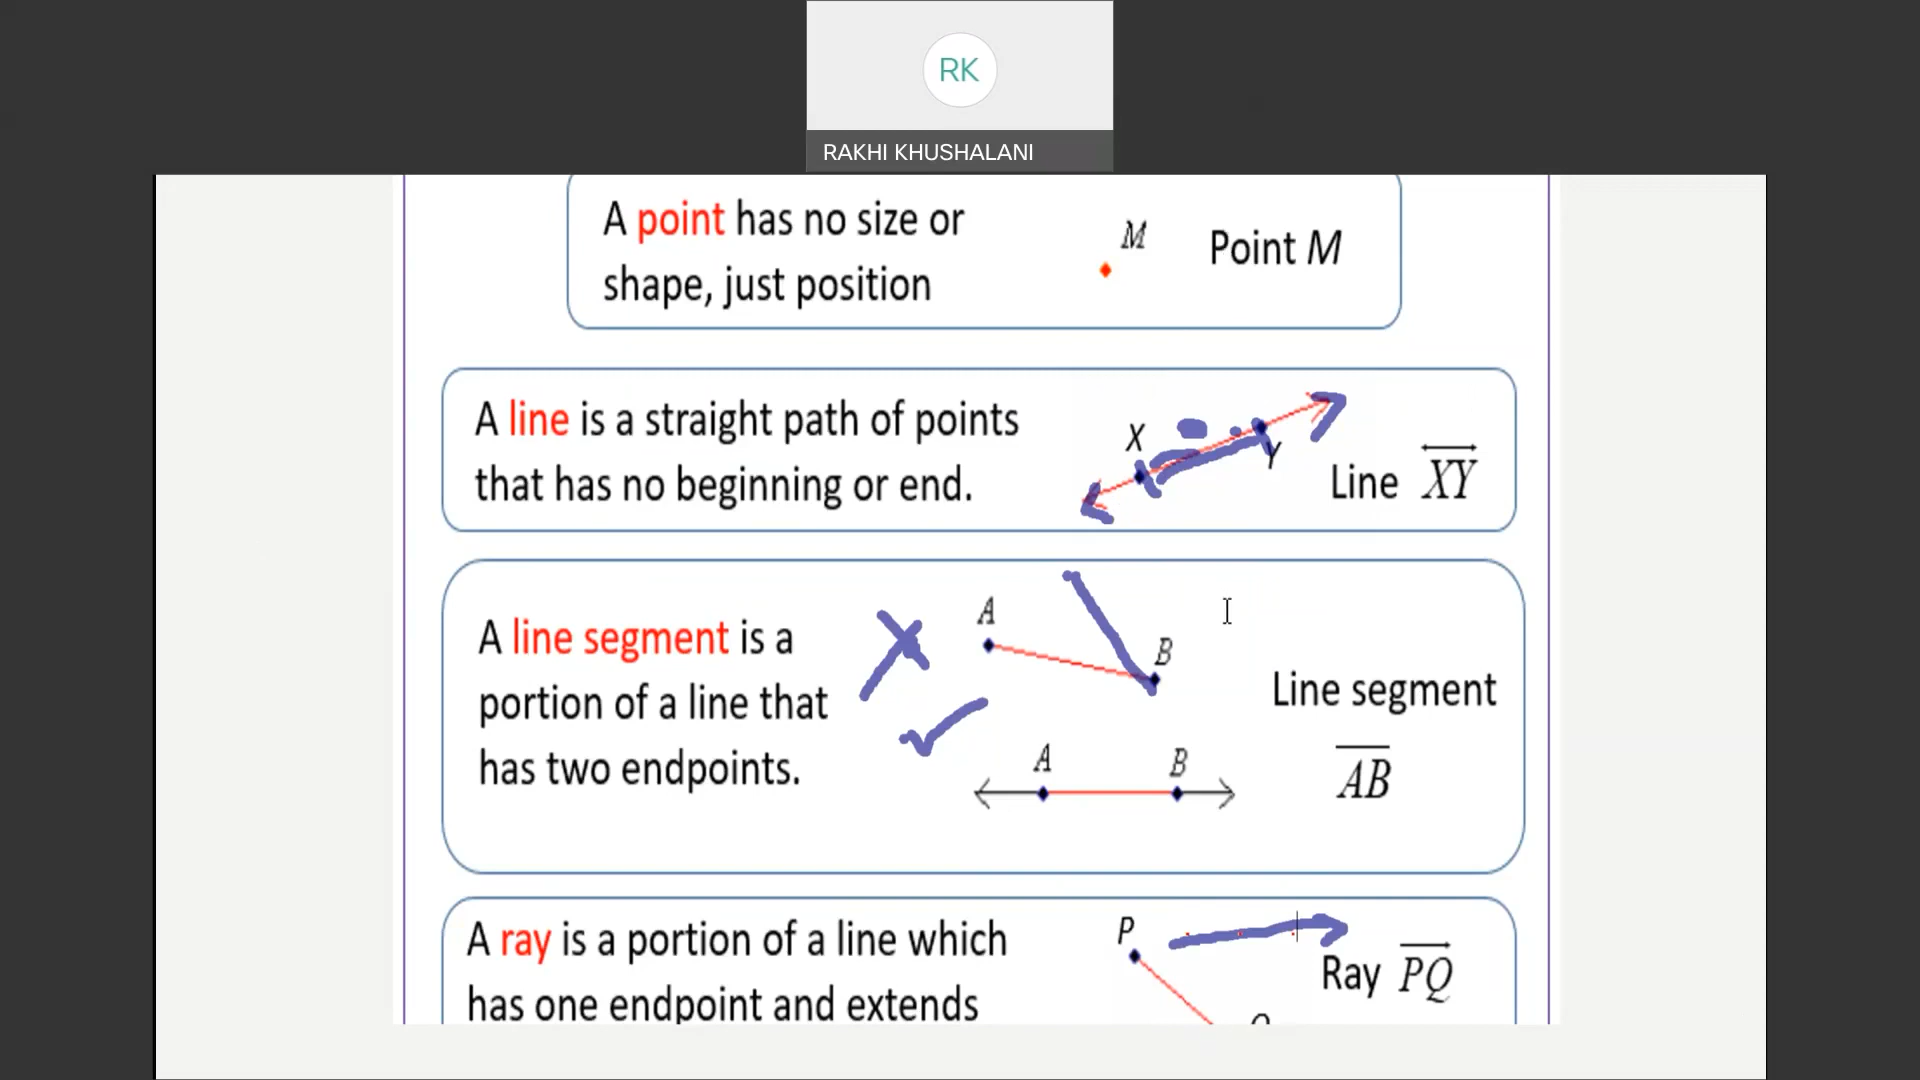 RK
RAKHI KHUSHALANI
A point has no size or
shape, just position
M
Point M
A line is a straight path of points
that has no beginning or end.
X
Y
Line XY
A line segment is a
portion of a line that
has two endpoints.
A
B
A
B
Line segment
AB
A ray is a portion of a line which
has one endpoint and extends
P
Ray PQ